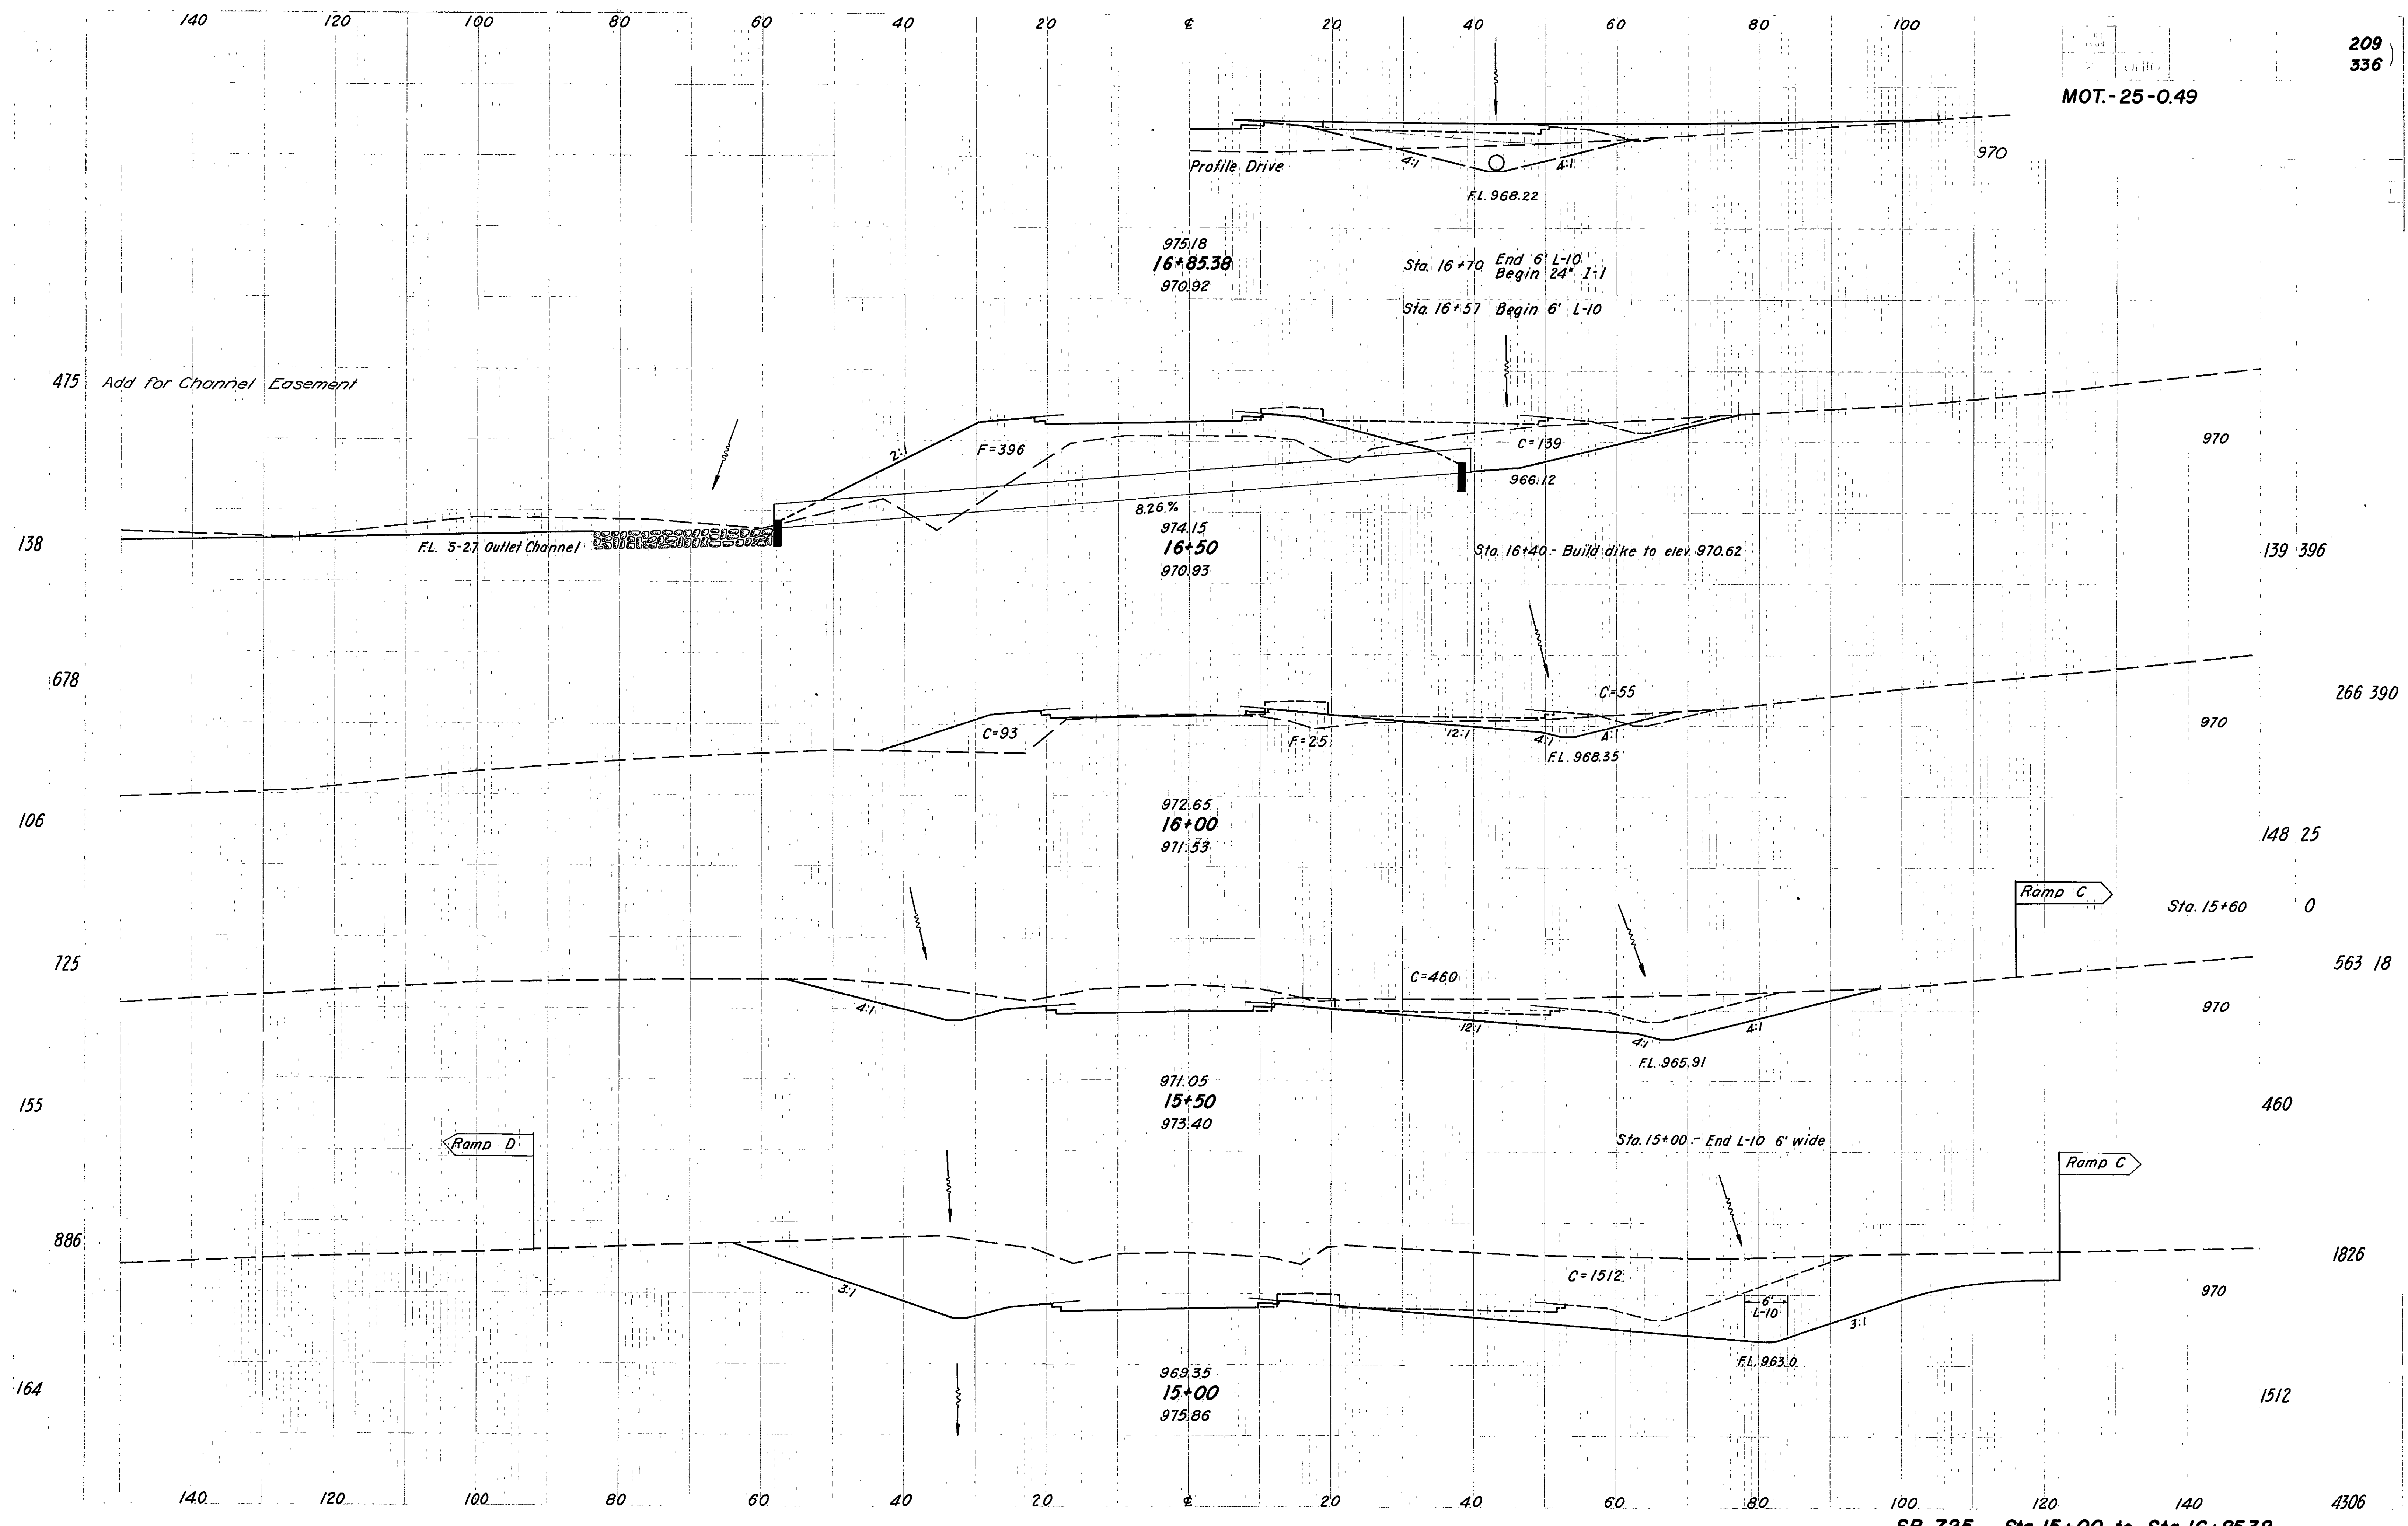 140 120 100 80 60 40 20 ℄ 20 40 60 80 100
209
336
MOT.-25-0.49
Profile Drive
4:1
4:1
970
F.L. 968.22
975.18
16+85.38
970.92
Sta. 16+70 End 6' L-10
Begin 24" I-1
Sta. 16+57 Begin 6' L-10
475 Add for Channel Easement
2:1
F=396
C=139
970
966.12
8.26%
138
F.L. S-27 Outlet Channel
974.15
16+50
970.93
Sta. 16+40 - Build dike to elev. 970.62
139 396
678
C=55
266 390
C=93
F=25
12:1
4:1
4:1
970
F.L. 968.35
106
972.65
16+00
971.53
148 25
Ramp C
Sta. 15+60 0
725
C=460
563 18
4:1
12:1
4:1
4:1
970
F.L. 965.91
155
971.05
15+50
973.40
460
Ramp D
Sta. 15+00 - End L-10 6' wide
Ramp C
886
1826
3:1
C=1512
6'
L-10
3:1
970
F.L. 963.0
164
969.35
15+00
975.86
1512
140 120 100 80 60 40 20 ℄ 20 40 60 80 100 120 140
4306